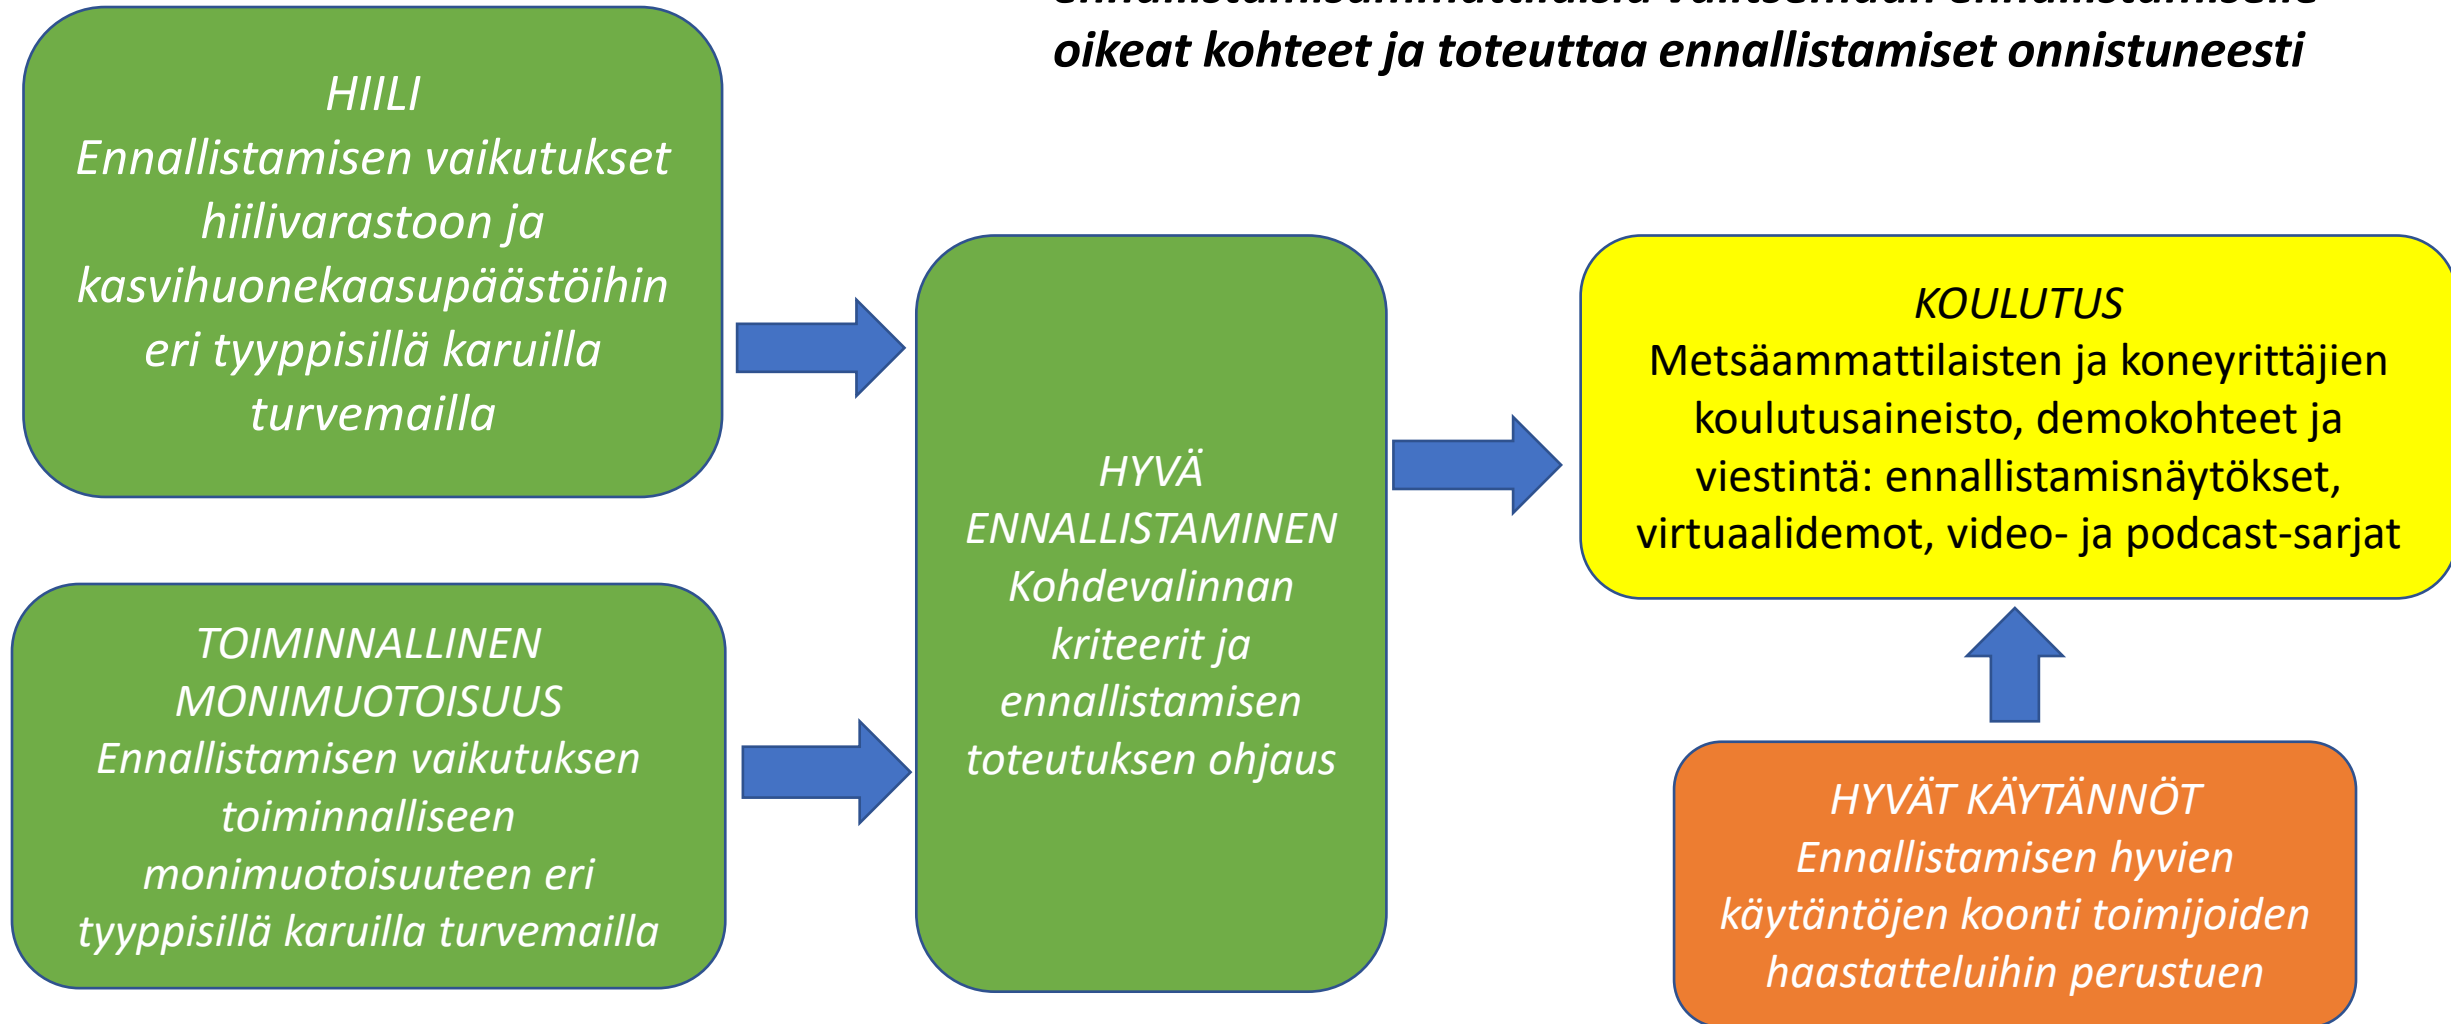 oikeat kohteet ja toteuttaa ennallistamiset onnistuneesti
HIILI
Ennallistamisen vaikutukset
hiilivarastoon ja
kasvihuonekaasupäästöihin
eri tyyppisillä karuilla
turvemailla
TOIMINNALLINEN
MONIMUOTOISUUS
Ennallistamisen vaikutuksen
toiminnalliseen
monimuotoisuuteen eri
tyyppisillä karuilla turvemailla
HYVÄ
ENNALLISTAMINEN
Kohdevalinnan
kriteerit ja
ennallistamisen
toteutuksen ohjaus
KOULUTUS
Metsäammattilaisten ja koneyrittäjien
koulutusaineisto, demokohteet ja
viestintä: ennallistamisnäytökset,
virtuaalidemot, video- ja podcast-sarjat
HYVÄT KÄYTÄNNÖT
Ennallistamisen hyvien
käytäntöjen koonti toimijoiden
haastatteluihin perustuen